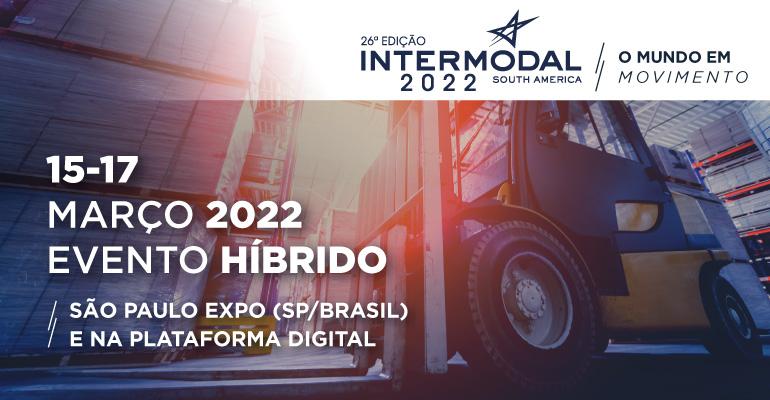 26ª EDIÇÃO
INTERMODAL
2022 SOUTH AMERICA
O MUNDO EM
MOVIMENTO
15-17
MARÇO 2022
EVENTO HÍBRIDO
SÃO PAULO EXPO (SP/BRASIL)
E NA PLATAFORMA DIGITAL